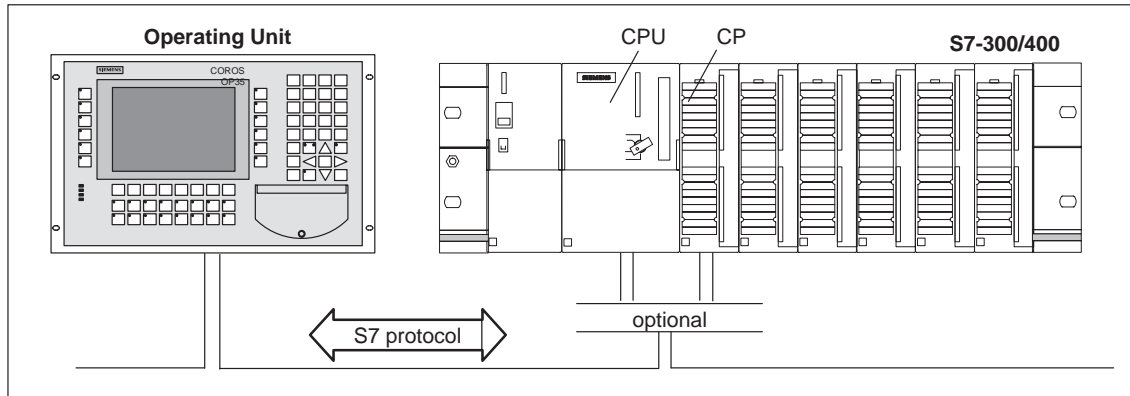 Operating Unit
CPU
CP
S7-300/400
SIEMENS
COROS
OP35
SIEMENS
optional
S7 protocol